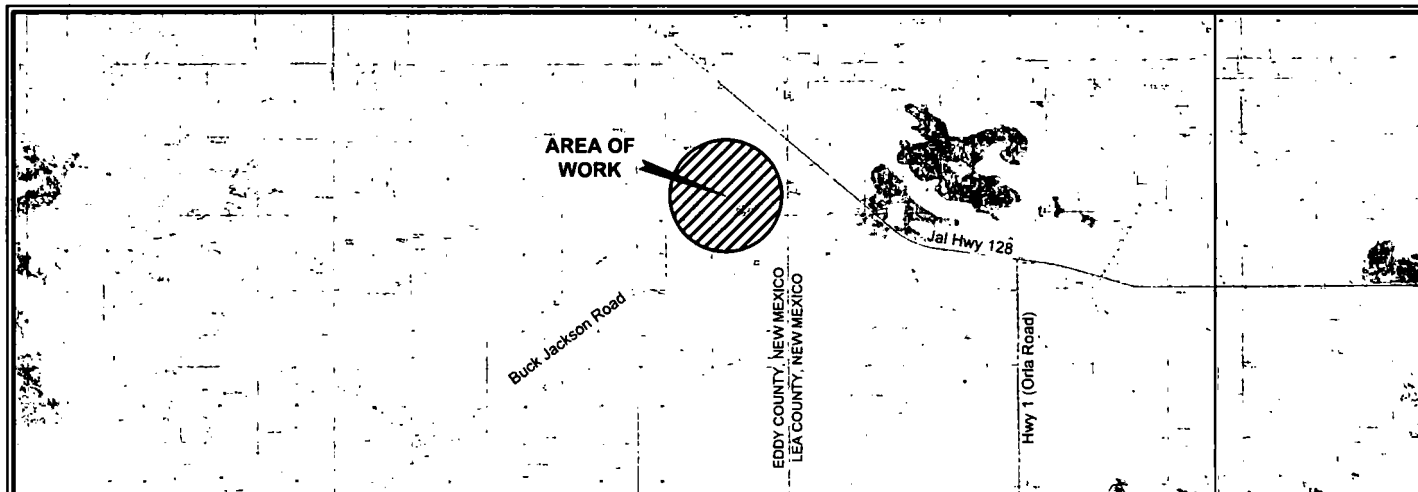 AREA OF
WORK
Jal Hwy 128
Buck Jackson Road
EDDY COUNTY, NEW MEXICO
LEA COUNTY, NEW MEXICO
Hwy 1 (Orla Road)